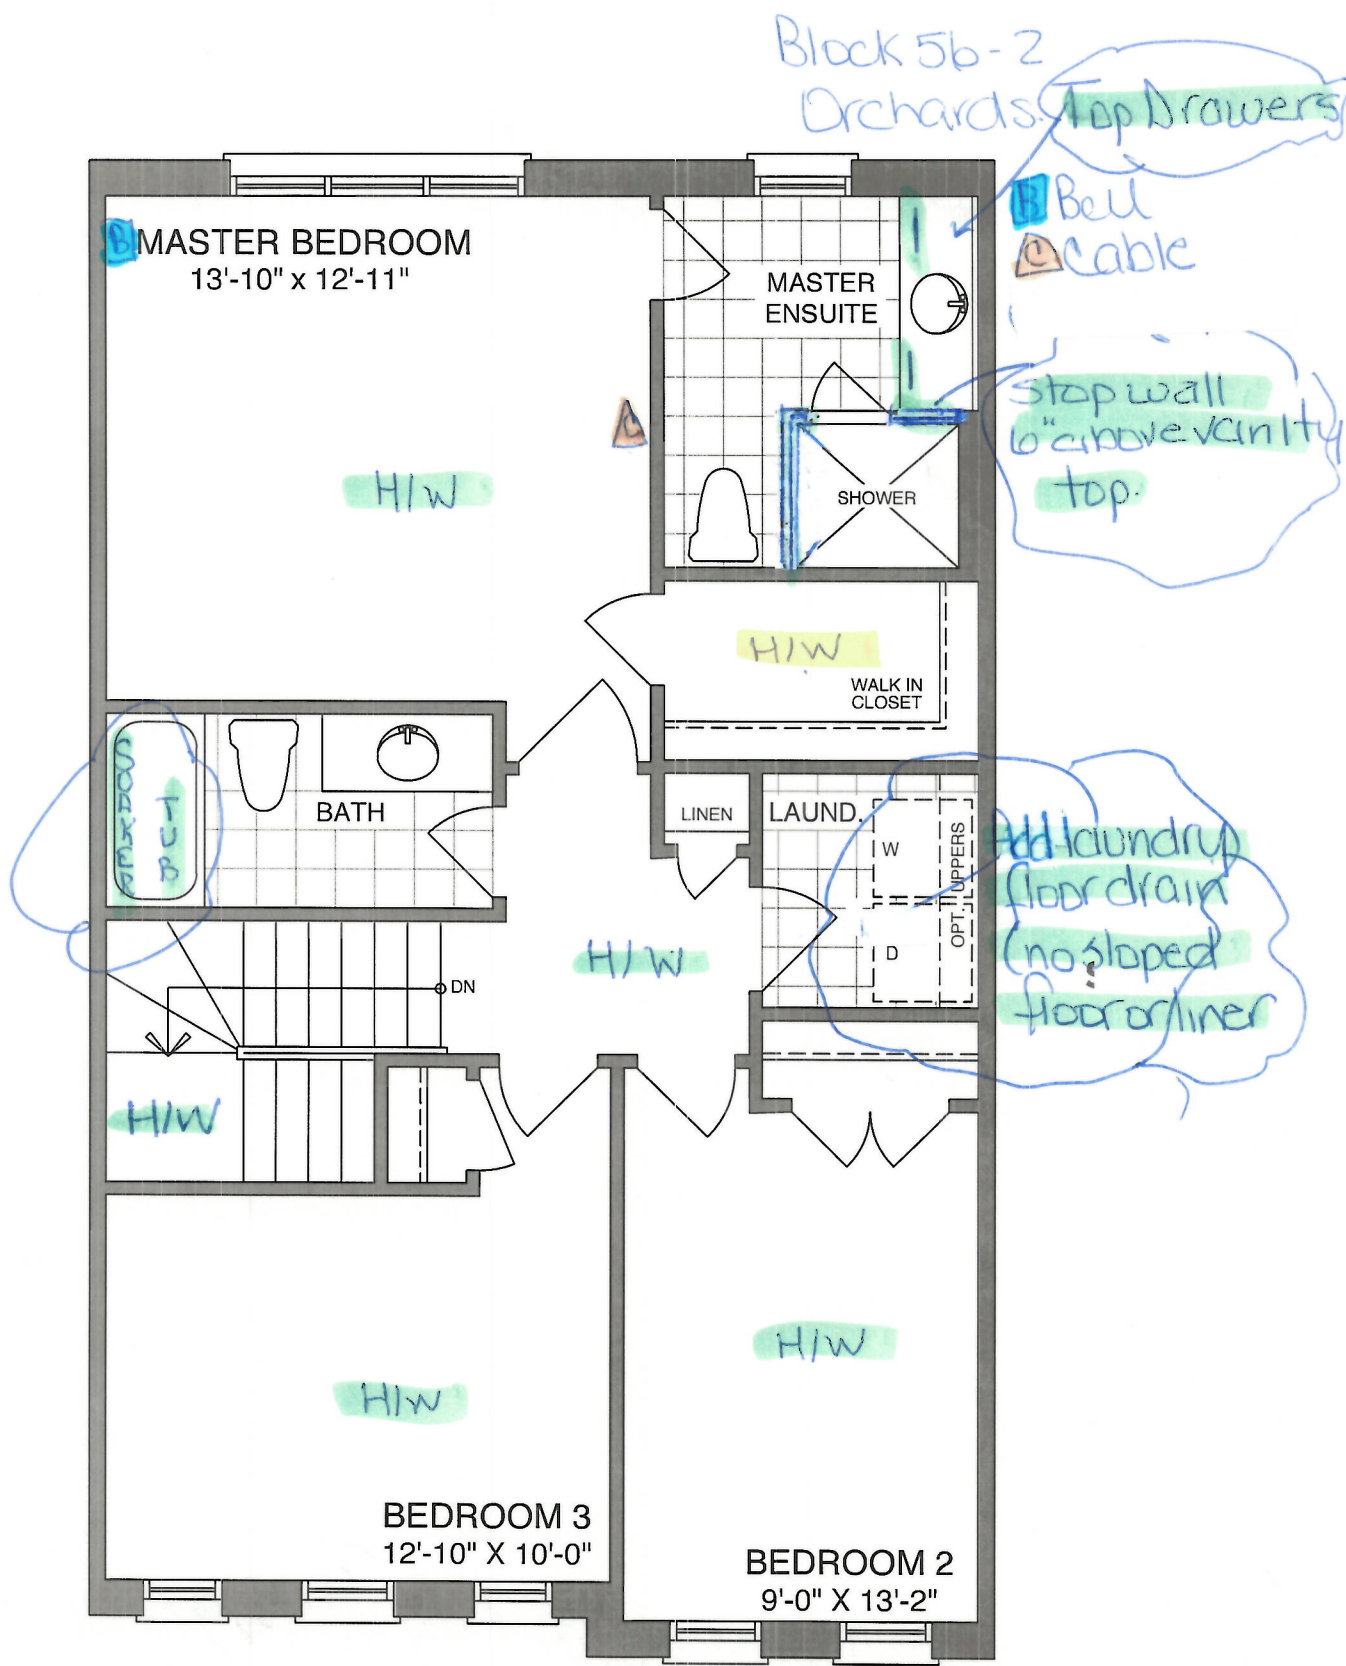 Block 56-2
Orchards.
Top Drawers
B Bell
C Cable
B
MASTER BEDROOM
13'-10" x 12'-11"
MASTER
ENSUITE
C
stop wall
6" above vanity
top.
H/W
SHOWER
H/W
WALK IN
CLOSET
SOAKER
TUB
BATH
LINEN
LAUND.
W
D
OPT. UPPERS
Add laundry
floor drain
(no sloped
floor or liner
H/W
DN
H/W
H/W
H/W
BEDROOM 3
12'-10" X 10'-0"
BEDROOM 2
9'-0" X 13'-2"